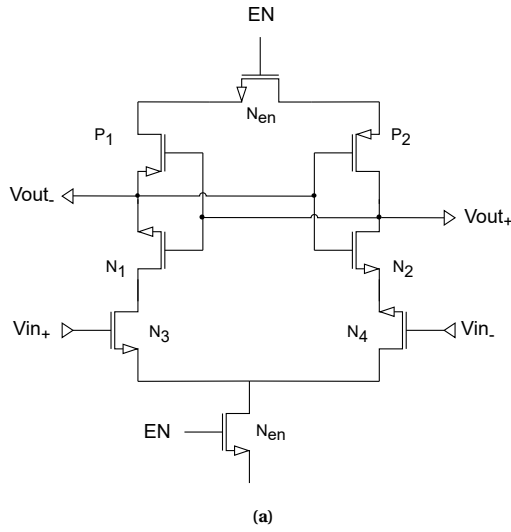 EN
Nen
P1
P2
Vout-
Vout+
N1
N2
Vin+
N3
N4
Vin-
EN
Nen
(a)